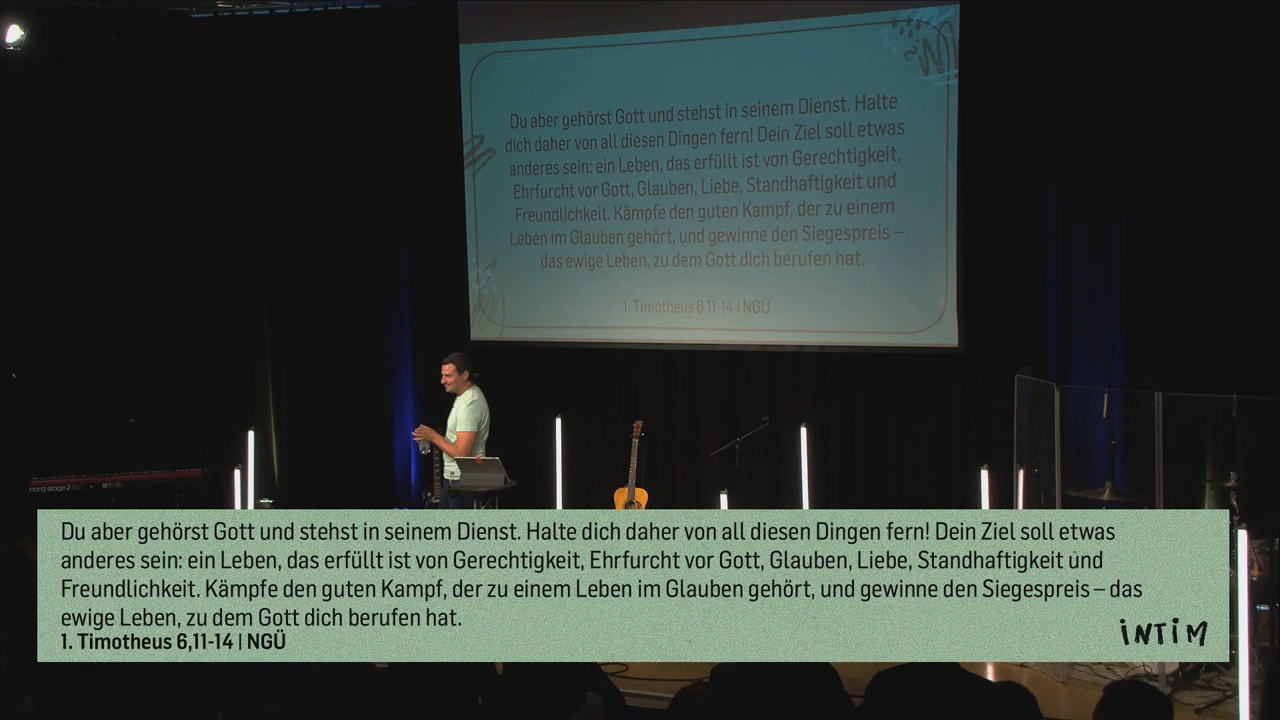 Du aber gehörst Gott und stehst in seinem Dienst. Halte
dich daher von all diesen Dingen fern! Dein Ziel soll etwas
anderes sein: ein Leben, das erfüllt ist von Gerechtigkeit,
Ehrfurcht vor Gott, Glauben, Liebe, Standhaftigkeit und
Freundlichkeit. Kämpfe den guten Kampf, der zu einem
Leben im Glauben gehört, und gewinne den Siegespreis –
das ewige Leben, zu dem Gott dich berufen hat.
1. Timotheus 6,11-14 | NGÜ
nord stage 2
Du aber gehörst Gott und stehst in seinem Dienst. Halte dich daher von all diesen Dingen fern! Dein Ziel soll etwas
anderes sein: ein Leben, das erfüllt ist von Gerechtigkeit, Ehrfurcht vor Gott, Glauben, Liebe, Standhaftigkeit und
Freundlichkeit. Kämpfe den guten Kampf, der zu einem Leben im Glauben gehört, und gewinne den Siegespreis – das
ewige Leben, zu dem Gott dich berufen hat.
1. Timotheus 6,11-14 | NGÜ
iNTiM